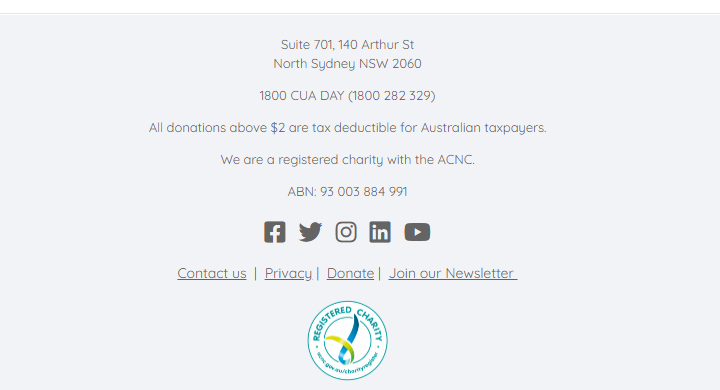 Suite 701, 140 Arthur St
North Sydney NSW 2060
1800 CUA DAY (1800 282 329)
All donations above $2 are tax deductible for Australian taxpayers.
We are a registered charity with the ACNC.
ABN: 93 003 884 991
Contact us | Privacy | Donate | Join our Newsletter
REGISTERED CHARITY
acnc.gov.au/charityregister